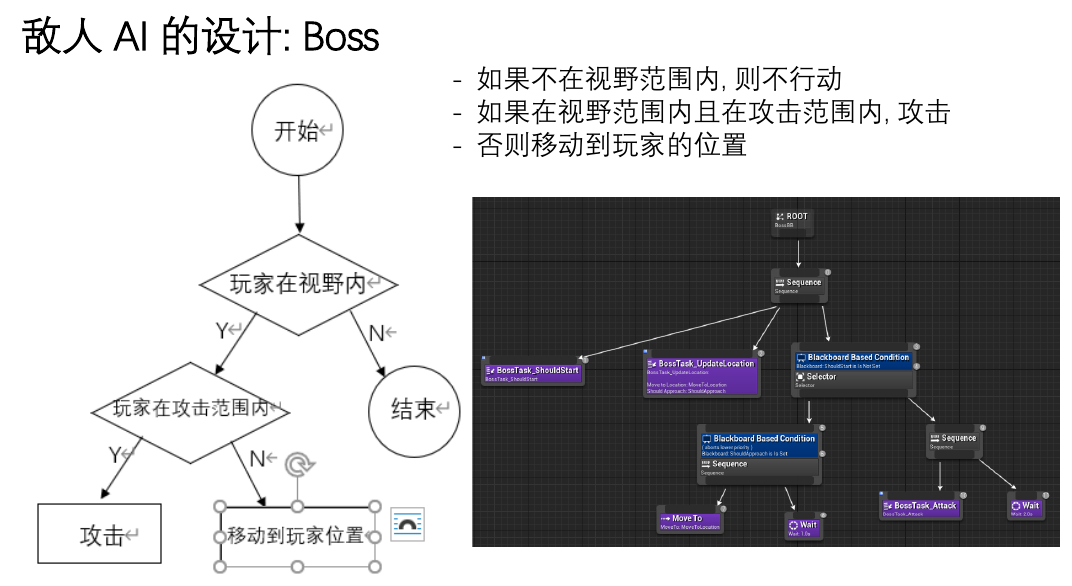 敌人 AI 的设计: Boss
- 如果不在视野范围内, 则不行动
- 如果在视野范围内且在攻击范围内, 攻击
- 否则移动到玩家的位置
开始↵
玩家在视野内↵
Y↵
N↵
玩家在攻击范围内↵
结束↵
Y↵
N↵
攻击↵
移动到玩家位置↵
ROOT
BossBB
Sequence
Sequence
BossTask_ShouldStart
BossTask_ShouldStart
BossTask_UpdateLocation
BossTask_UpdateLocation
Move to Location: MoveToLocation
Should Approach: ShouldApproach
Blackboard Based Condition
Blackboard: ShouldStart is Is Not Set
Selector
Selector
Blackboard Based Condition
( aborts lower priority )
Blackboard: ShouldApproach is Is Set
Sequence
Sequence
Sequence
Sequence
Move To
MoveTo: MoveToLocation
Wait
Wait: 1.0s
BossTask_Attack
BossTask_Attack
Wait
Wait: 2.0s